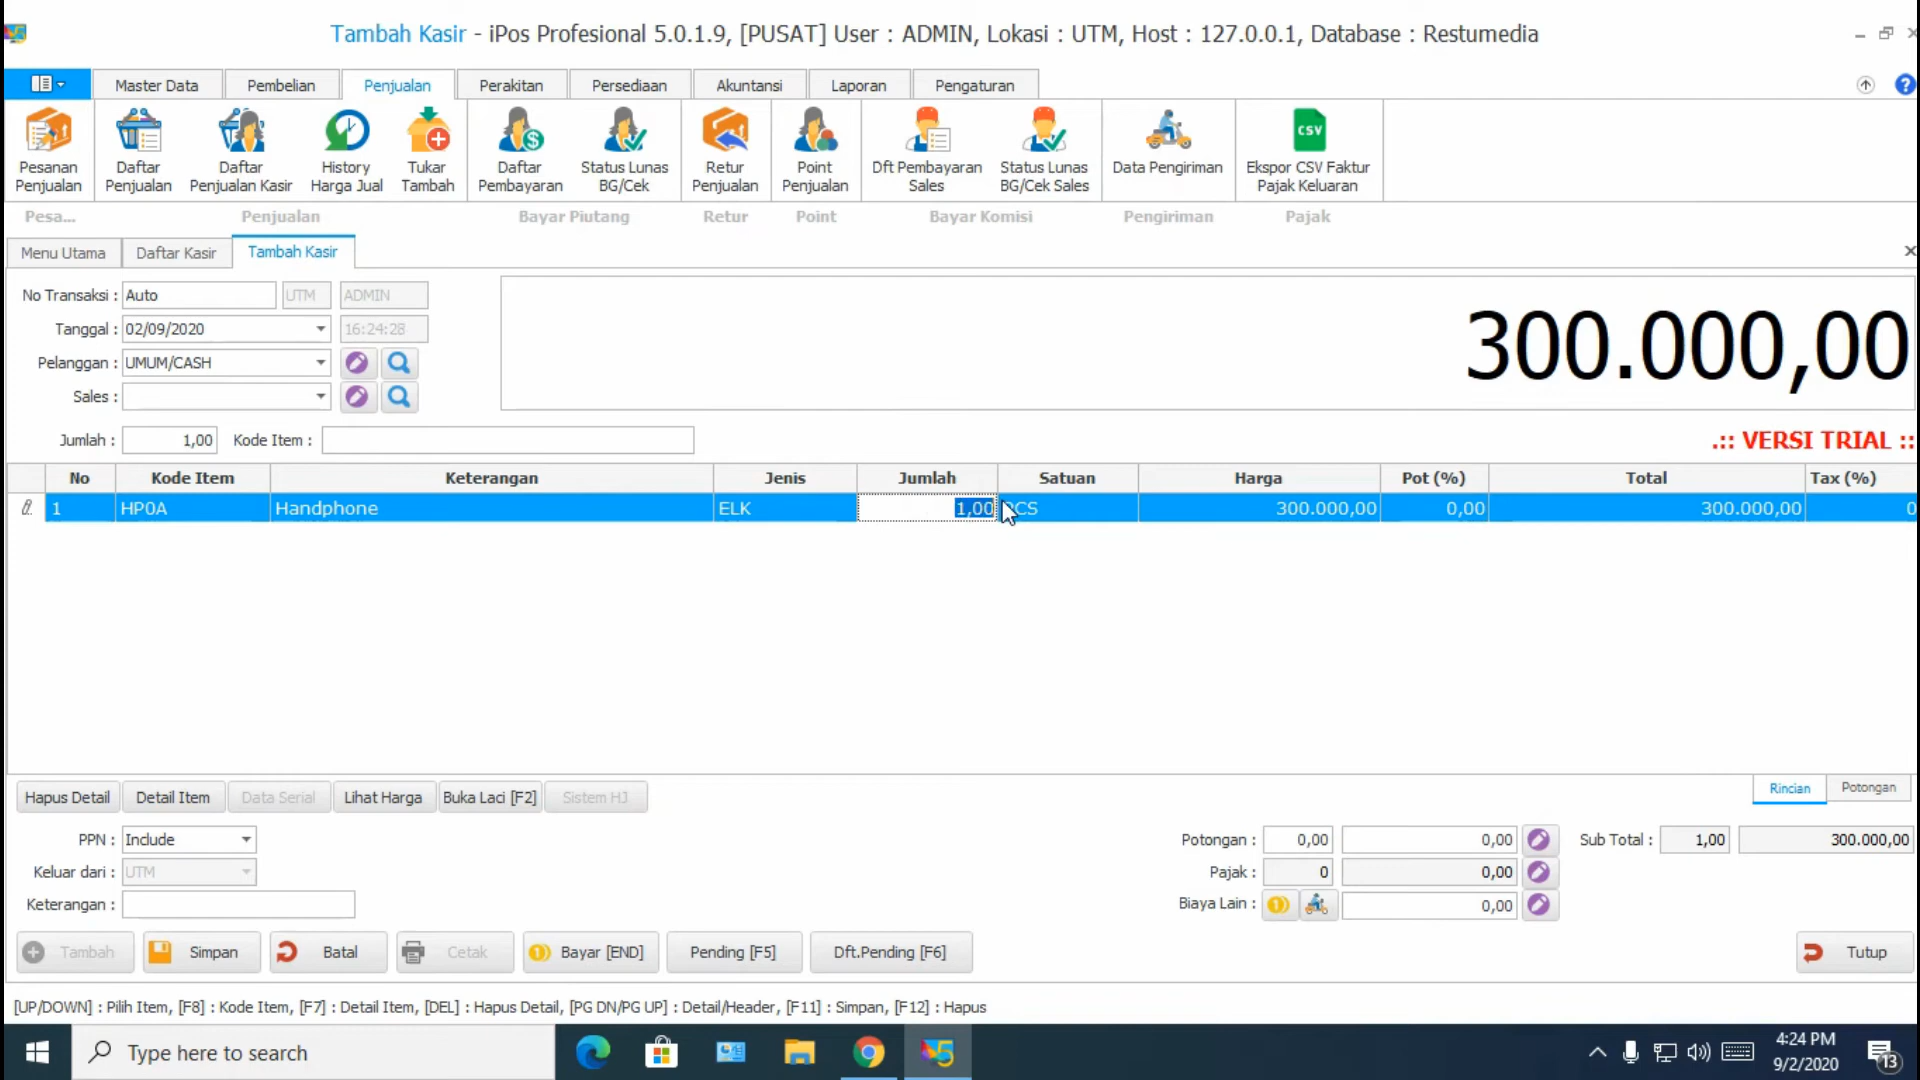 Tambah Kasir - iPos Profesional 5.0.1.9, [PUSAT] User : ADMIN, Lokasi : UTM, Host : 127.0.0.1, Database : Restumedia
Master Data Pembelian Penjualan Perakitan Persediaan Akuntansi Laporan Pengaturan
Pesanan Penjualan
Daftar Penjualan
Daftar Penjualan Kasir
History Harga Jual
Tukar Tambah
Daftar Pembayaran
Status Lunas BG/Cek
Retur Penjualan
Point Penjualan
Dft Pembayaran Sales
Status Lunas BG/Cek Sales
Data Pengiriman
CSV
Ekspor CSV Faktur Pajak Keluaran
Pesa... Penjualan Bayar Piutang Retur Point Bayar Komisi Pengiriman Pajak
Menu Utama Daftar Kasir Tambah Kasir
No Transaksi : Auto UTM ADMIN
Tanggal : 02/09/2020 16:24:28
Pelanggan : UMUM/CASH
Sales :
300.000,00
Jumlah : 1,00 Kode Item :
.:: VERSI TRIAL ::
No Kode Item Keterangan Jenis Jumlah Satuan Harga Pot (%) Total Tax (%)
1 HP0A Handphone ELK 1,00 CS 300.000,00 0,00 300.000,00 0
Hapus Detail Detail Item Data Serial Lihat Harga Buka Laci [F2] Sistem HJ
Rincian Potongan
PPN : Include
Keluar dari : UTM
Keterangan :
Potongan : 0,00 0,00
Pajak : 0 0,00
Biaya Lain : 0,00
Sub Total : 1,00 300.000,00
Tambah Simpan Batal Cetak Bayar [END] Pending [F5] Dft.Pending [F6] Tutup
[UP/DOWN] : Pilih Item, [F8] : Kode Item, [F7] : Detail Item, [DEL] : Hapus Detail, [PG DN/PG UP] : Detail/Header, [F11] : Simpan, [F12] : Hapus
Type here to search
4:24 PM
9/2/2020
13